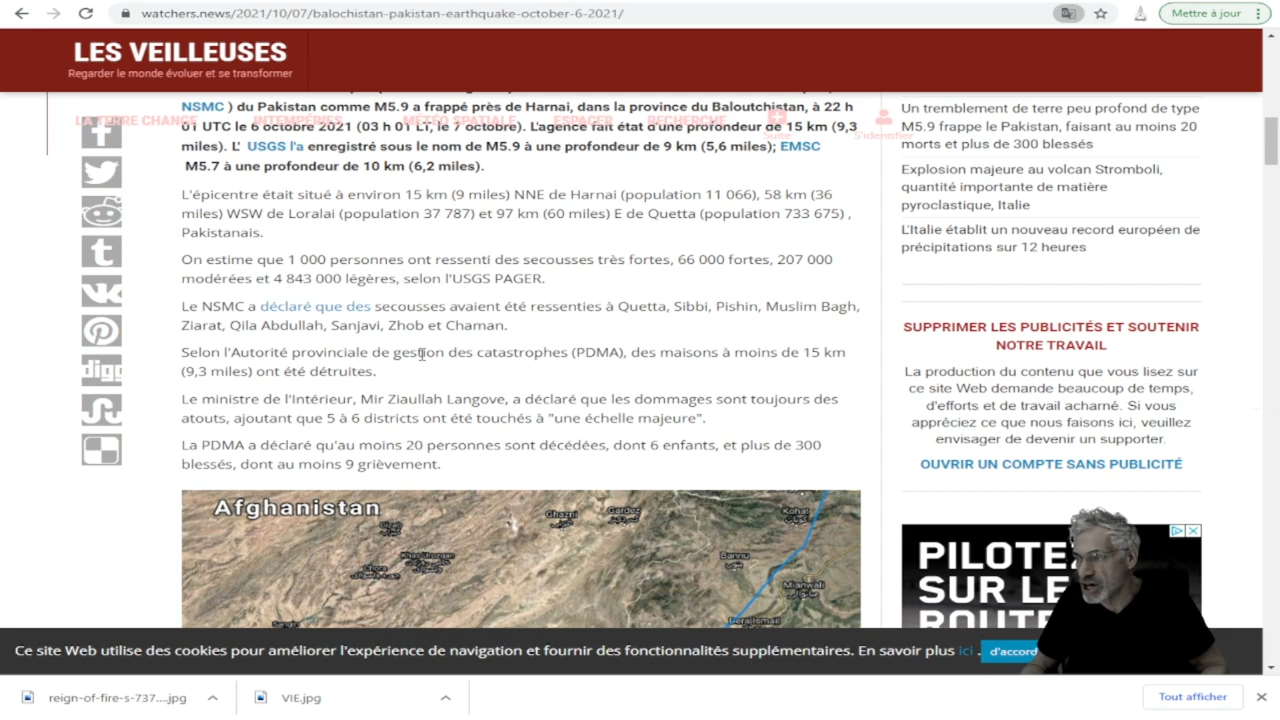 watchers.news/2021/10/07/balochistan-pakistan-earthquake-october-6-2021/
Mettre à jour
LES VEILLEUSES
Regarder le monde évoluer et se transformer
LA TERRE CHANGE
INTEMPÉRIES
MÉTÉO SPATIALE
ESPACER
RECHERCHE
Suite
S'identifier
NSMC ) du Pakistan comme M5.9 a frappé près de Harnai, dans la province du Baloutchistan, à 22 h
01 UTC le 6 octobre 2021 (03 h 01 LT, le 7 octobre). L'agence fait état d'une profondeur de 15 km (9,3
miles). L' USGS l'a enregistré sous le nom de M5.9 à une profondeur de 9 km (5,6 miles); EMSC
M5.7 à une profondeur de 10 km (6,2 miles).
L'épicentre était situé à environ 15 km (9 miles) NNE de Harnai (population 11 066), 58 km (36
miles) WSW de Loralai (population 37 787) et 97 km (60 miles) E de Quetta (population 733 675) ,
Pakistanais.
On estime que 1 000 personnes ont ressenti des secousses très fortes, 66 000 fortes, 207 000
modérées et 4 843 000 légères, selon l'USGS PAGER.
Le NSMC a déclaré que des secousses avaient été ressenties à Quetta, Sibbi, Pishin, Muslim Bagh,
Ziarat, Qila Abdullah, Sanjavi, Zhob et Chaman.
Selon l'Autorité provinciale de gestion des catastrophes (PDMA), des maisons à moins de 15 km
(9,3 miles) ont été détruites.
Le ministre de l'Intérieur, Mir Ziaullah Langove, a déclaré que les dommages sont toujours des
atouts, ajoutant que 5 à 6 districts ont été touchés à "une échelle majeure".
La PDMA a déclaré qu'au moins 20 personnes sont décédées, dont 6 enfants, et plus de 300
blessés, dont au moins 9 grièvement.
Afghanistan
Ghazni
Gardez
Kohat
Bannu
Mianwali
digg
Un tremblement de terre peu profond de type
M5.9 frappe le Pakistan, faisant au moins 20
morts et plus de 300 blessés
Explosion majeure au volcan Stromboli,
quantité importante de matière
pyroclastique, Italie
L'Italie établit un nouveau record européen de
précipitations sur 12 heures
SUPPRIMER LES PUBLICITÉS ET SOUTENIR
NOTRE TRAVAIL
La production du contenu que vous lisez sur
ce site Web demande beaucoup de temps,
d'efforts et de travail acharné. Si vous
appréciez ce que nous faisons ici, veuillez
envisager de devenir un supporter.
OUVRIR UN COMPTE SANS PUBLICITÉ
PILOTEZ
SUR LE
ROUTE
Ce site Web utilise des cookies pour améliorer l'expérience de navigation et fournir des fonctionnalités supplémentaires. En savoir plus ici . d'accord
reign-of-fire-s-737....jpg
VIE.jpg
Tout afficher